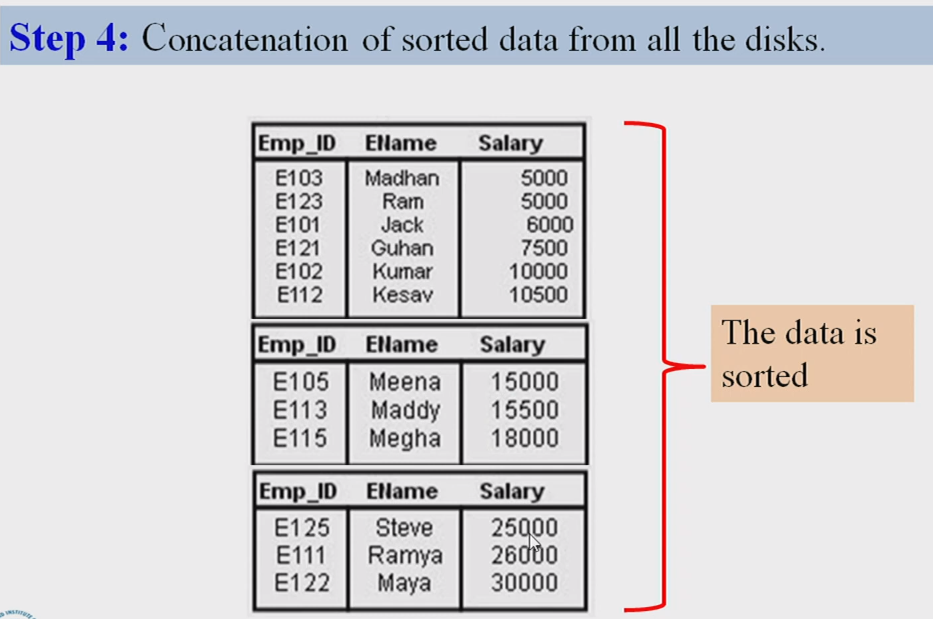 Step 4: Concatenation of sorted data from all the disks.
Emp_ID EName Salary
E103 Madhan 5000
E123 Ram 5000
E101 Jack 6000
E121 Guhan 7500
E102 Kumar 10000
E112 Kesav 10500
Emp_ID EName Salary
E105 Meena 15000
E113 Maddy 15500
E115 Megha 18000
Emp_ID EName Salary
E125 Steve 25000
E111 Ramya 26000
E122 Maya 30000
The data is
sorted